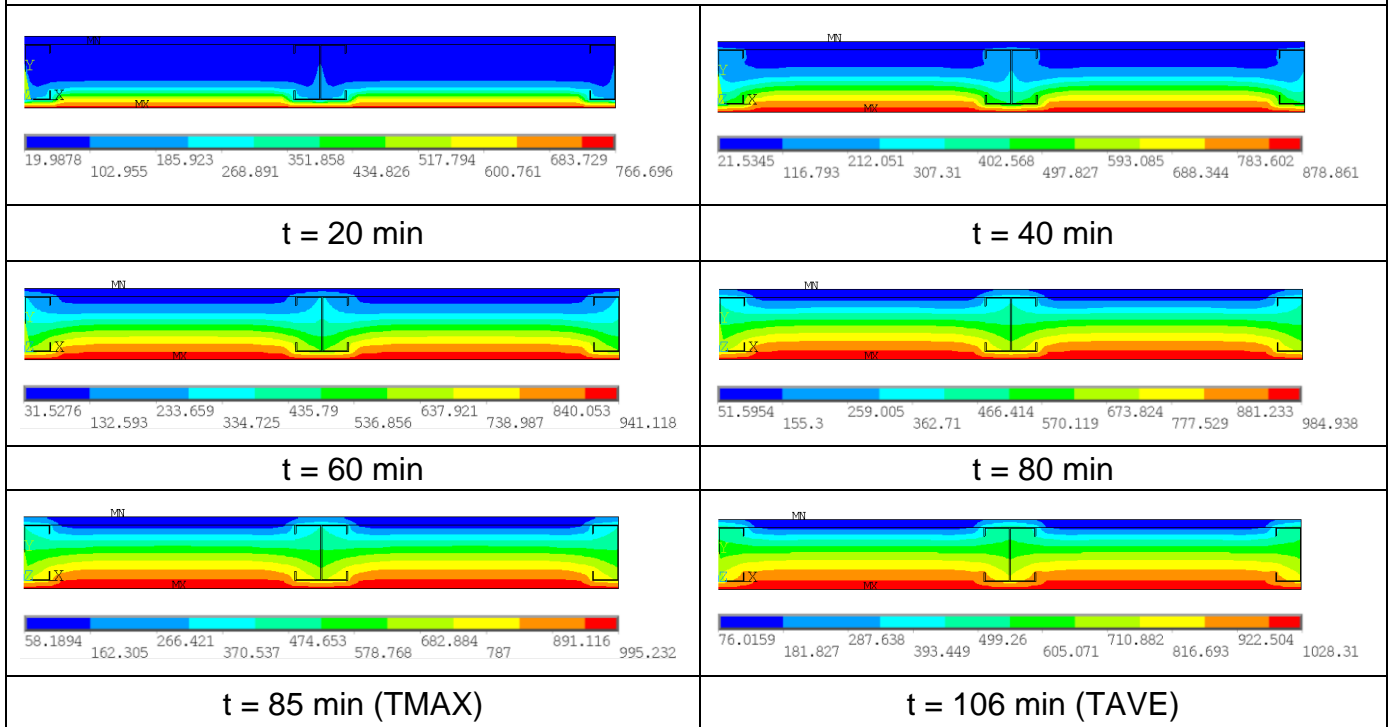 MX
Y
Z X
MX
19.9878 185.923 351.858 517.794 683.729
102.955 268.891 434.826 600.761 766.696
t = 20 min
MN
Y
Z X
MX
21.5345 212.051 402.568 593.085 783.602
116.793 307.31 497.827 688.344 878.861
t = 40 min
MN
Y
Z X
MX
31.5276 233.659 435.79 637.921 840.053
132.593 334.725 536.856 738.987 941.118
t = 60 min
MN
Y
Z X
MX
51.5954 259.005 466.414 673.824 881.233
155.3 362.71 570.119 777.529 984.938
t = 80 min
MN
Y
Z X
MX
58.1894 266.421 474.653 682.884 891.116
162.305 370.537 578.768 787 995.232
t = 85 min (TMAX)
MN
Y
Z X
MX
76.0159 287.638 499.26 710.882 922.504
181.827 393.449 605.071 816.693 1028.31
t = 106 min (TAVE)